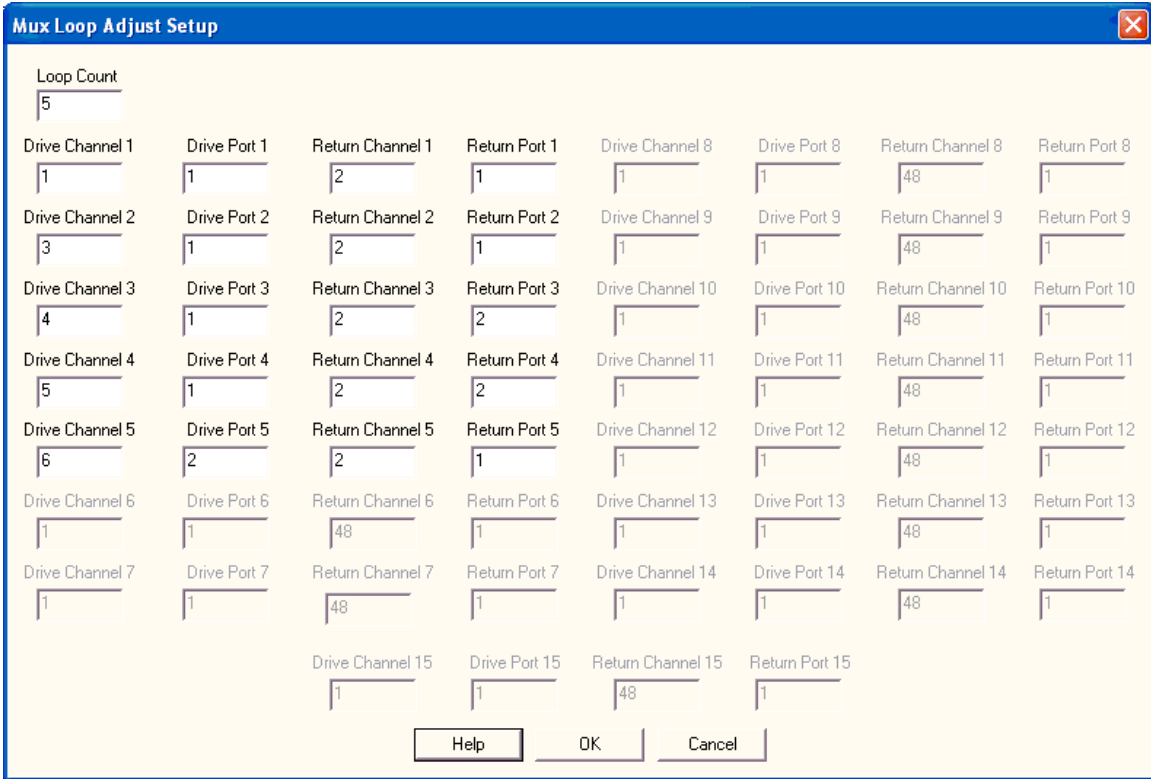 Mux Loop Adjust Setup
Loop Count
5
Drive Channel 1 Drive Port 1 Return Channel 1 Return Port 1 Drive Channel 8 Drive Port 8 Return Channel 8 Return Port 8
1 1 2 1 1 1 48 1
Drive Channel 2 Drive Port 2 Return Channel 2 Return Port 2 Drive Channel 9 Drive Port 9 Return Channel 9 Return Port 9
3 1 2 1 1 1 48 1
Drive Channel 3 Drive Port 3 Return Channel 3 Return Port 3 Drive Channel 10 Drive Port 10 Return Channel 10 Return Port 10
4 1 2 2 1 1 48 1
Drive Channel 4 Drive Port 4 Return Channel 4 Return Port 4 Drive Channel 11 Drive Port 11 Return Channel 11 Return Port 11
5 1 2 2 1 1 48 1
Drive Channel 5 Drive Port 5 Return Channel 5 Return Port 5 Drive Channel 12 Drive Port 12 Return Channel 12 Return Port 12
6 2 2 1 1 1 48 1
Drive Channel 6 Drive Port 6 Return Channel 6 Return Port 6 Drive Channel 13 Drive Port 13 Return Channel 13 Return Port 13
1 1 48 1 1 1 48 1
Drive Channel 7 Drive Port 7 Return Channel 7 Return Port 7 Drive Channel 14 Drive Port 14 Return Channel 14 Return Port 14
1 1 48 1 1 1 48 1
Drive Channel 15 Drive Port 15 Return Channel 15 Return Port 15
1 1 48 1
Help OK Cancel